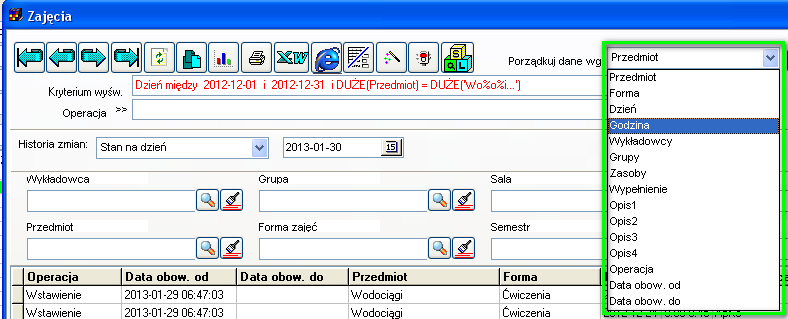 Zajęcia
Porządkuj dane wg
Przedmiot
Kryterium wyśw.
Dzień między 2012-12-01 i 2012-12-31 i DUŻE(Przedmiot) = DUŻE('Wo%o%i...')
Operacja >>
Historia zmian:
Stan na dzień
2013-01-30
15
Przedmiot
Forma
Dzień
Godzina
Wykładowcy
Grupy
Zasoby
Wypełnienie
Opis1
Opis2
Opis3
Opis4
Operacja
Data obow. od
Data obow. do
Wykładowca Grupa Sala
Przedmiot Forma zajęć Semestr
Operacja Data obow. od Data obow. do Przedmiot Forma
Wstawienie 2013-01-29 06:47:03 Wodociągi Ćwiczenia
Wstawienie 2013-01-29 06:47:03 Wodociągi Ćwiczenia